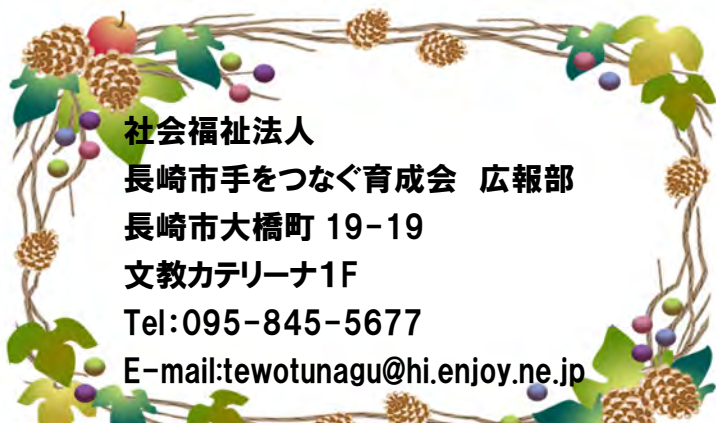 社会福祉法人
長崎市手をつなぐ育成会　広報部
長崎市大橋町 19-19
文教カテリーナ1F
Tel:095-845-5677
E-mail:tewotunagu@hi.enjoy.ne.jp